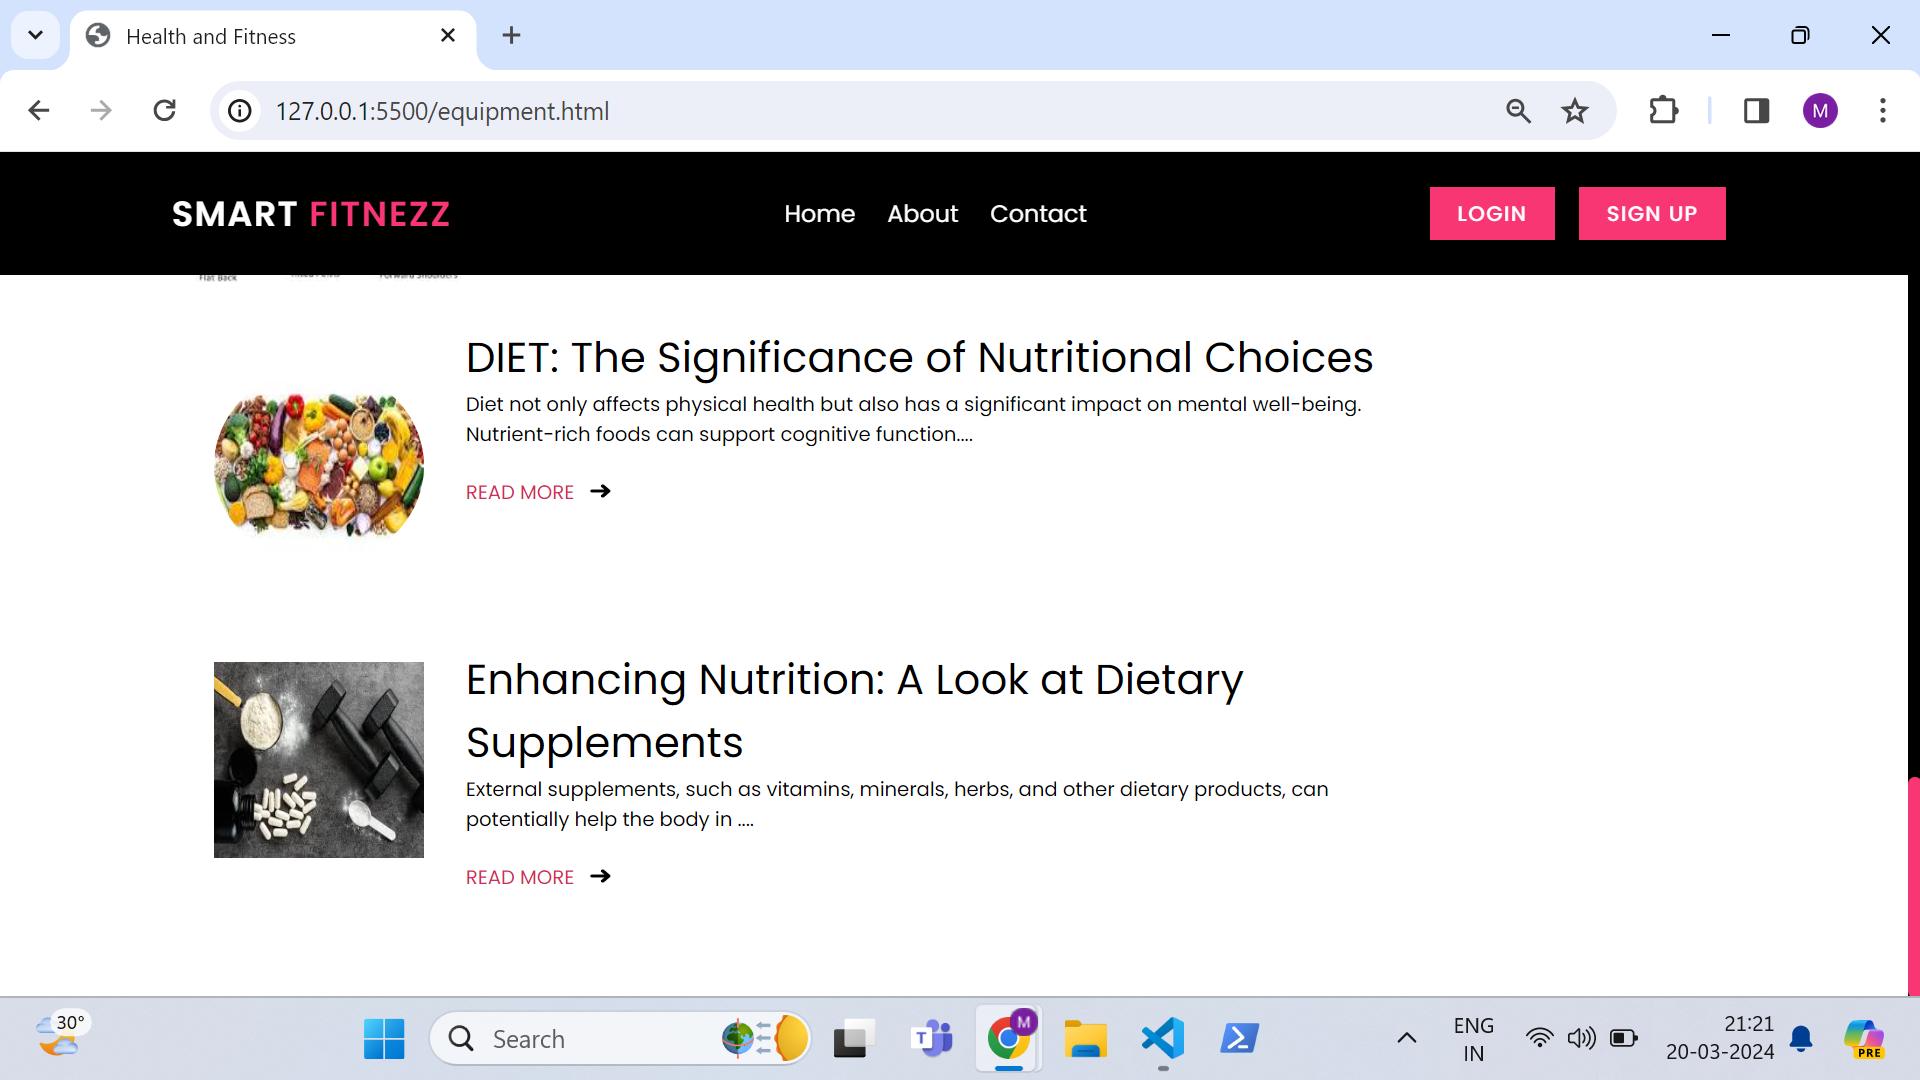 Health and Fitness
127.0.0.1:5500/equipment.html
M
SMART FITNEZZ
Home About Contact
LOGIN SIGN UP
Flat Back Forward Shoulders
DIET: The Significance of Nutritional Choices
Diet not only affects physical health but also has a significant impact on mental well-being.
Nutrient-rich foods can support cognitive function....
READ MORE
Enhancing Nutrition: A Look at Dietary
Supplements
External supplements, such as vitamins, minerals, herbs, and other dietary products, can
potentially help the body in ....
READ MORE
30°
Search
T
M
ENG
IN
21:21
20-03-2024
PRE